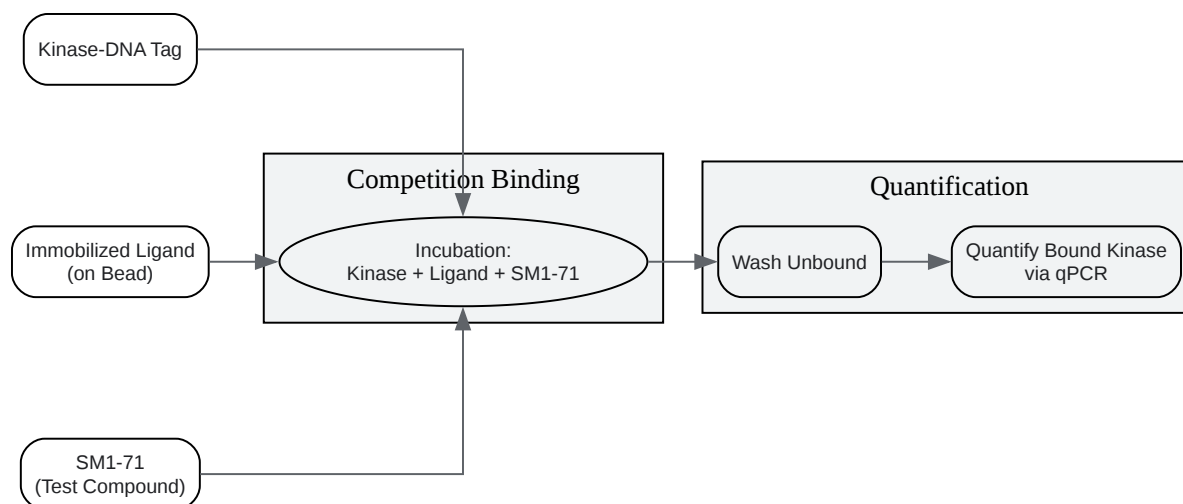 Kinase-DNA Tag
Competition Binding
Quantification
Immobilized Ligand
(on Bead)
Incubation:
Kinase + Ligand + SM1-71
Wash Unbound
Quantify Bound Kinase
via qPCR
SM1-71
(Test Compound)